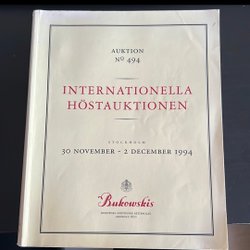 AUKTION
Nº 494
INTERNATIONELLA
HÖSTAUKTIONEN
STOCKHOLM
30 NOVEMBER - 2 DECEMBER 1994
Bukowskis